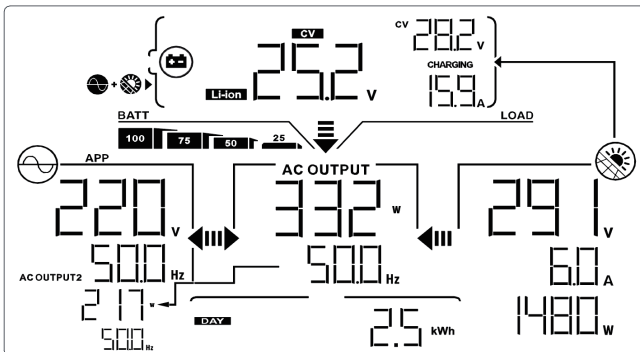 CV
25.2 V
Li-ion
CV 28.2 V
CHARGING
15.9 A
BATT
LOAD
100 75 50 25
APP
220 V
50.0 Hz
AC OUTPUT
332 W
50.0 Hz
291 V
6.0 A
1480 W
AC OUTPUT2
217 W
50.0 Hz
DAY
2.5 kWh